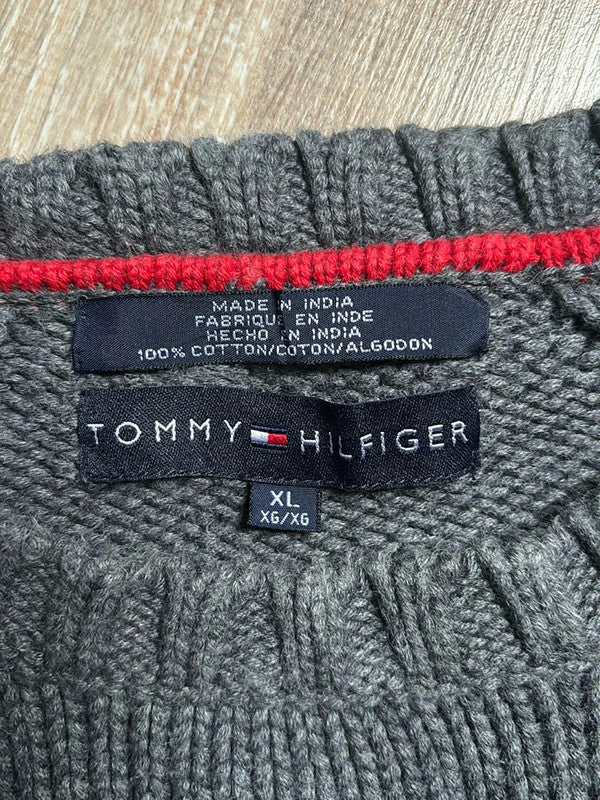 MADE IN INDIA
FABRIQUE EN INDE
HECHO EN INDIA
100% COTTON/COTON/ALGODON
TOMMY HILFIGER
XL
XG/XG